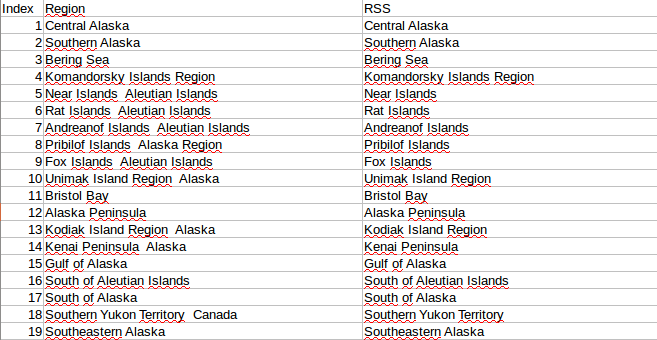 Index Region RSS
1 Central Alaska Central Alaska
2 Southern Alaska Southern Alaska
3 Bering Sea Bering Sea
4 Komandorsky Islands Region Komandorsky Islands Region
5 Near Islands  Aleutian Islands Near Islands
6 Rat Islands  Aleutian Islands Rat Islands
7 Andreanof Islands  Aleutian Islands Andreanof Islands
8 Pribilof Islands  Alaska Region Pribilof Islands
9 Fox Islands  Aleutian Islands Fox Islands
10 Unimak Island Region  Alaska Unimak Island Region
11 Bristol Bay Bristol Bay
12 Alaska Peninsula Alaska Peninsula
13 Kodiak Island Region  Alaska Kodiak Island Region
14 Kenai Peninsula  Alaska Kenai Peninsula
15 Gulf of Alaska Gulf of Alaska
16 South of Aleutian Islands South of Aleutian Islands
17 South of Alaska South of Alaska
18 Southern Yukon Territory  Canada Southern Yukon Territory
19 Southeastern Alaska Southeastern Alaska